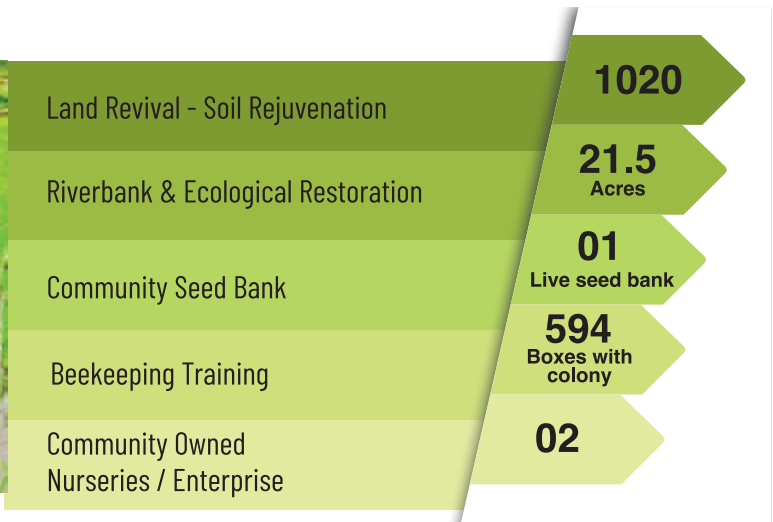 Land Revival - Soil Rejuvenation
1020
Riverbank & Ecological Restoration
21.5
Acres
Community Seed Bank
01
Live seed bank
Beekeeping Training
594
Boxes with
colony
Community Owned
Nurseries / Enterprise
02